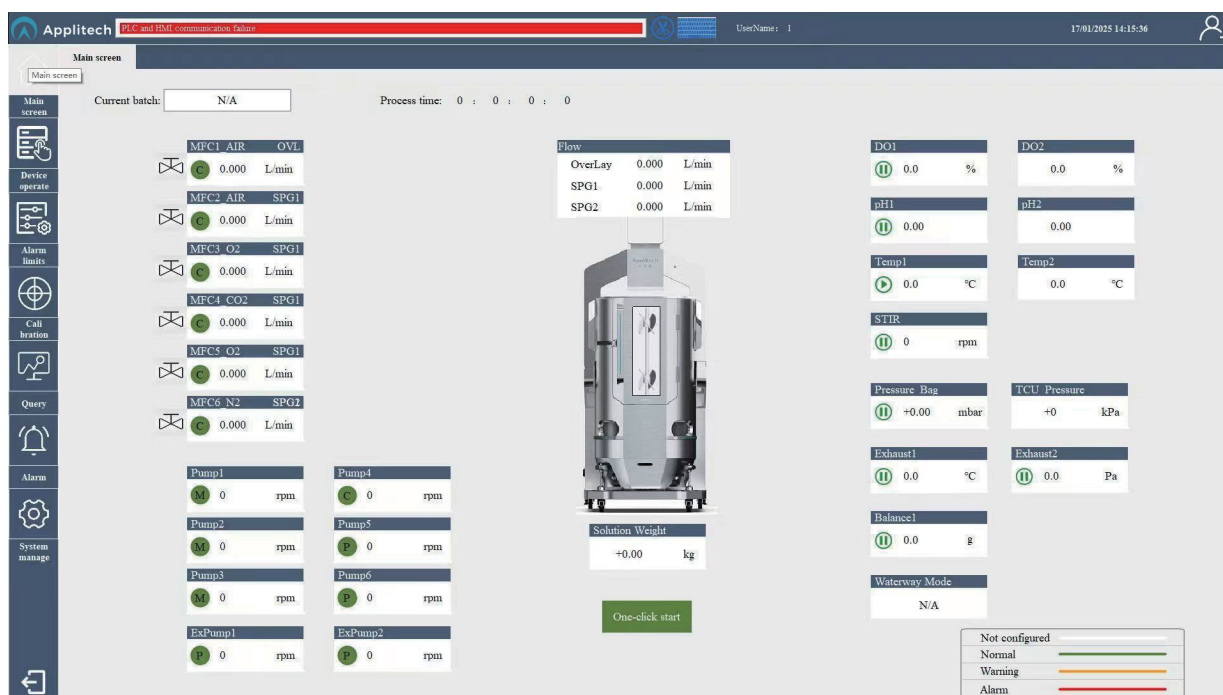 Applitech PLC and HMI communication failure UserName: 1 17/01/2025 14:15:36
Main screen
Main screen
Main screen
Device operate
Alarm limits
Cali bration
Query
Alarm
System manage
Current batch: N/A Process time: 0 : 0 : 0 : 0
MFC1_AIR OVL
C 0.000 L/min
MFC2_AIR SPG1
C 0.000 L/min
MFC3_O2 SPG1
C 0.000 L/min
MFC4_CO2 SPG1
C 0.000 L/min
MFC5_O2 SPG1
C 0.000 L/min
MFC6_N2 SPG2
C 0.000 L/min
Pump1
M 0 rpm
Pump2
M 0 rpm
Pump3
M 0 rpm
ExPump1
P 0 rpm
Pump4
C 0 rpm
Pump5
P 0 rpm
Pump6
P 0 rpm
ExPump2
P 0 rpm
Flow
OverLay 0.000 L/min
SPG1 0.000 L/min
SPG2 0.000 L/min
Solution Weight
+0.00 kg
One-click start
DO1
0.0 %
DO2
0.0 %
pH1
0.00
pH2
0.00
Temp1
0.0 °C
Temp2
0.0 °C
STIR
0 rpm
Pressure Bag
+0.00 mbar
TCU Pressure
+0 kPa
Exhaust1
0.0 °C
Exhaust2
0.0 Pa
Balance1
0.0 g
Waterway Mode
N/A
Not configured
Normal
Warning
Alarm